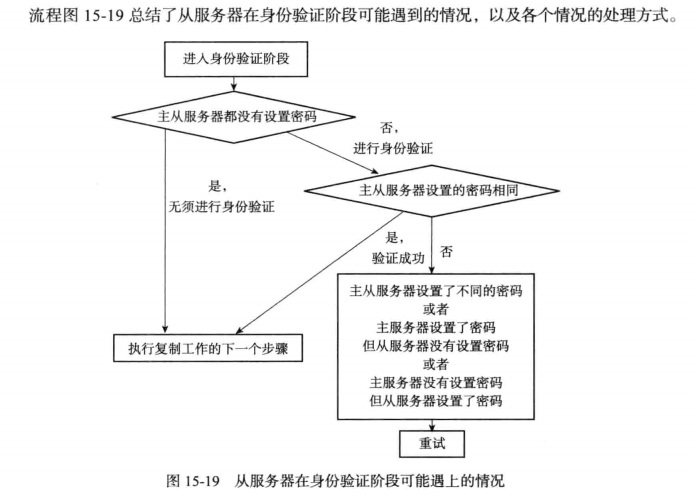 流程图 15-19 总结了从服务器在身份验证阶段可能遇到的情况，以及各个情况的处理方式。
进入身份验证阶段
主从服务器都没有设置密码
否，
进行身份验证
主从服务器设置的密码相同
是，
无须进行身份验证
是，
验证成功
否
主从服务器设置了不同的密码
或者
主服务器设置了密码
但从服务器没有设置密码
或者
主服务器没有设置密码
但从服务器设置了密码
执行复制工作的下一个步骤
重试
图 15-19 从服务器在身份验证阶段可能遇上的情况